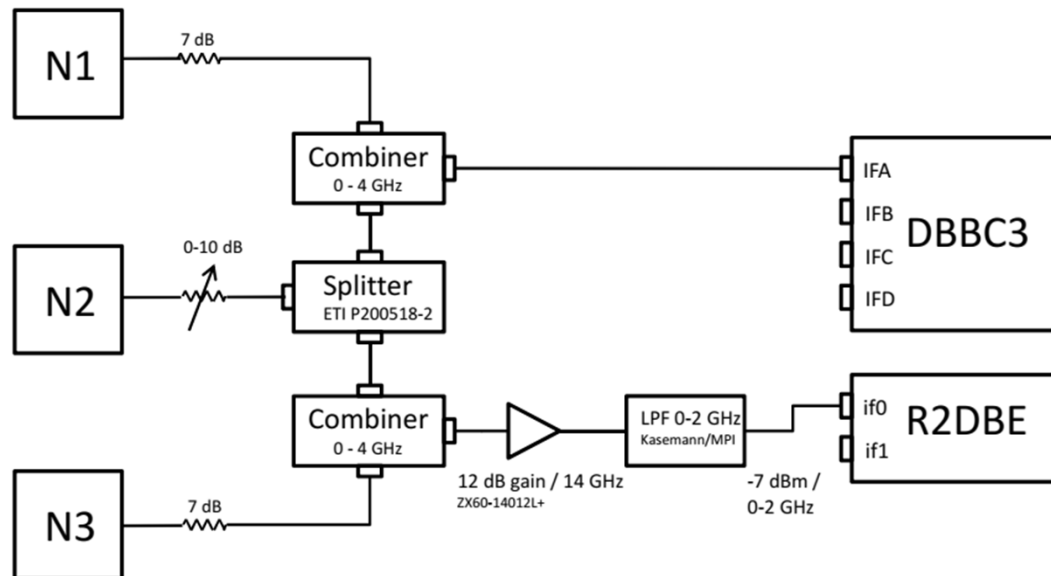 N1
7 dB
Combiner
0 - 4 GHz
IFA
IFB
IFC
IFD
DBBC3
N2
0-10 dB
Splitter
ETI P200518-2
Combiner
0 - 4 GHz
12 dB gain / 14 GHz
ZX60-14012L+
LPF 0-2 GHz
Kasemann/MPI
-7 dBm /
0-2 GHz
if0
if1
R2DBE
N3
7 dB